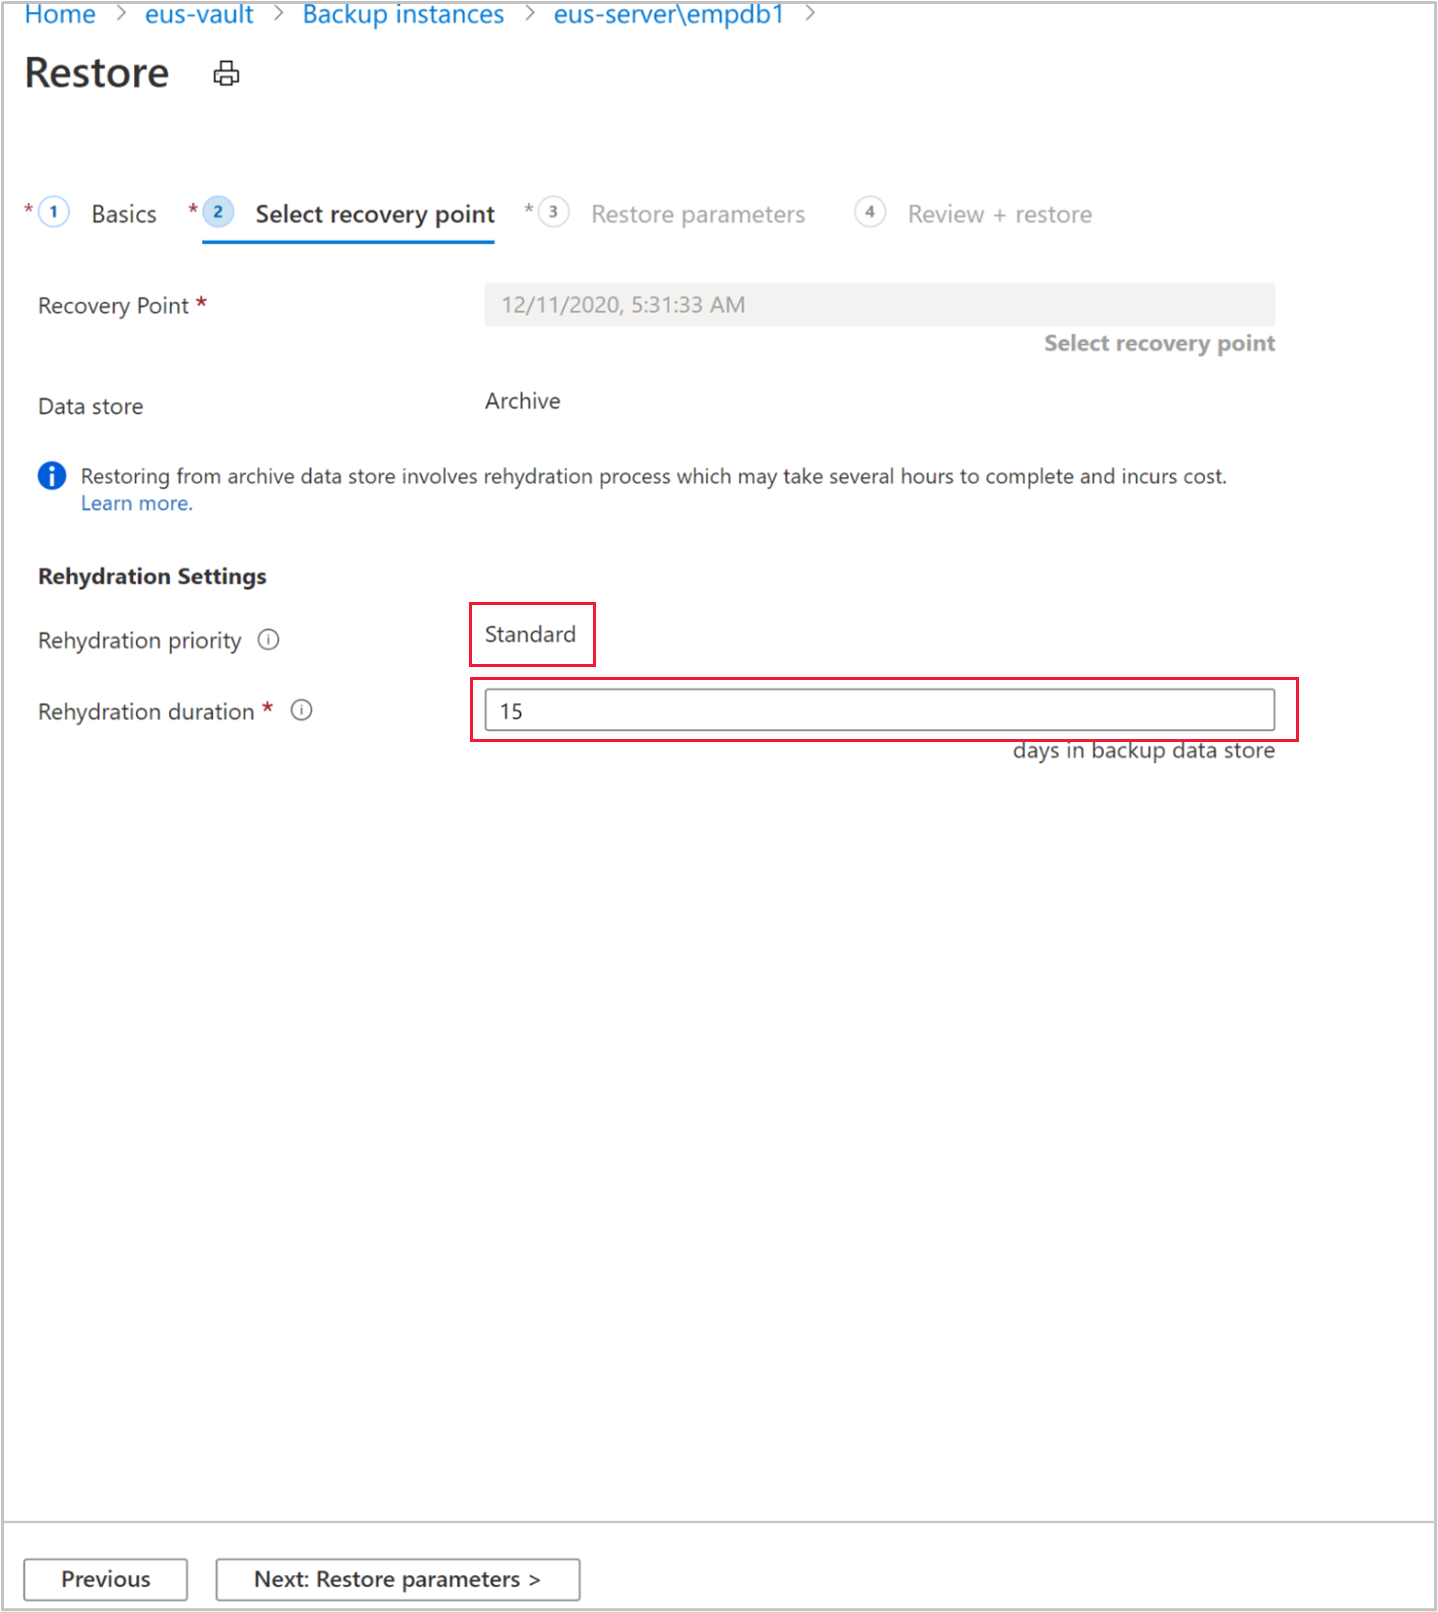 Home > eus-vault > Backup instances > eus-server\empdb1 >
Restore
* 1 Basics * 2 Select recovery point * 3 Restore parameters 4 Review + restore
Recovery Point * 12/11/2020, 5:31:33 AM
Select recovery point
Data store Archive
Restoring from archive data store involves rehydration process which may take several hours to complete and incurs cost.
Learn more.
Rehydration Settings
Rehydration priority Standard
Rehydration duration * 15
days in backup data store
Previous Next: Restore parameters >